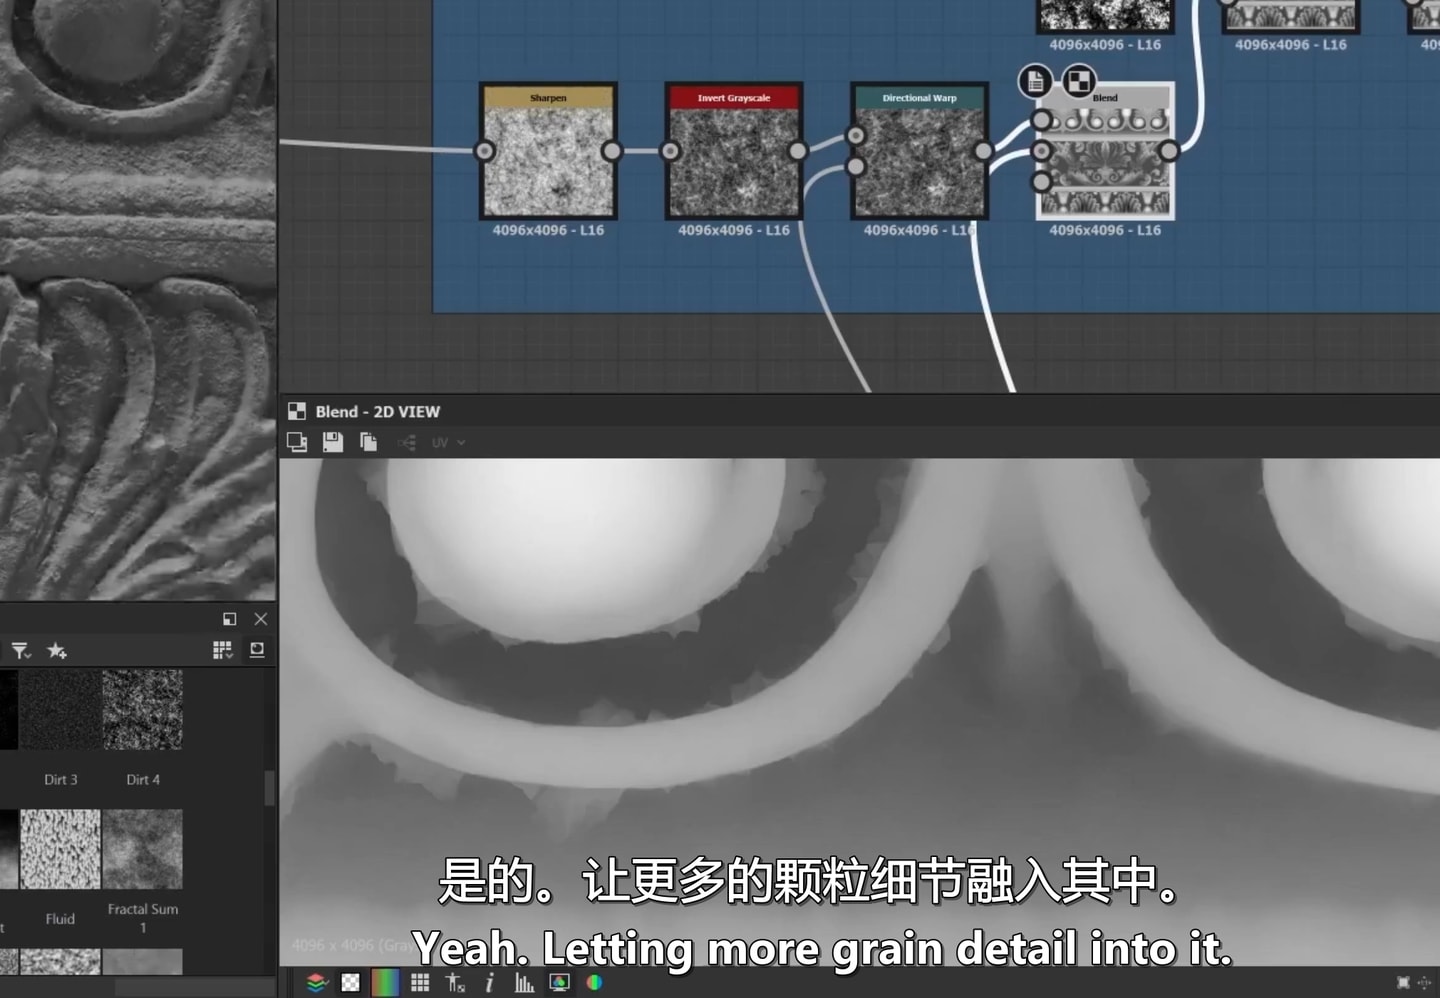 4096x4096 - L16
4096x4096 - L16
Sharpen
Invert Grayscale
Directional Warp
Blend
4096x4096 - L16
4096x4096 - L16
4096x4096 - L16
4096x4096 - L16
Blend - 2D VIEW
UV
Dirt 3
Dirt 4
Fluid
Fractal Sum
1
是的。让更多的颗粒细节融入其中。
4096 x 4096 (Gray
Yeah. Letting more grain detail into it.